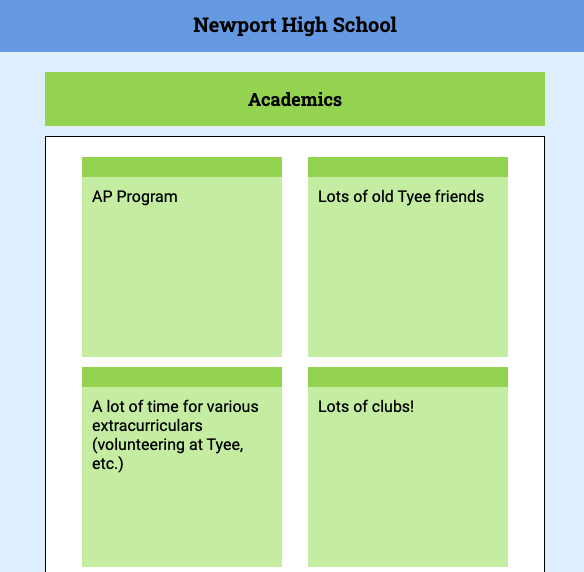 Newport High School
Academics
AP Program
Lots of old Tyee friends
A lot of time for various
extracurriculars
(volunteering at Tyee,
etc.)
Lots of clubs!